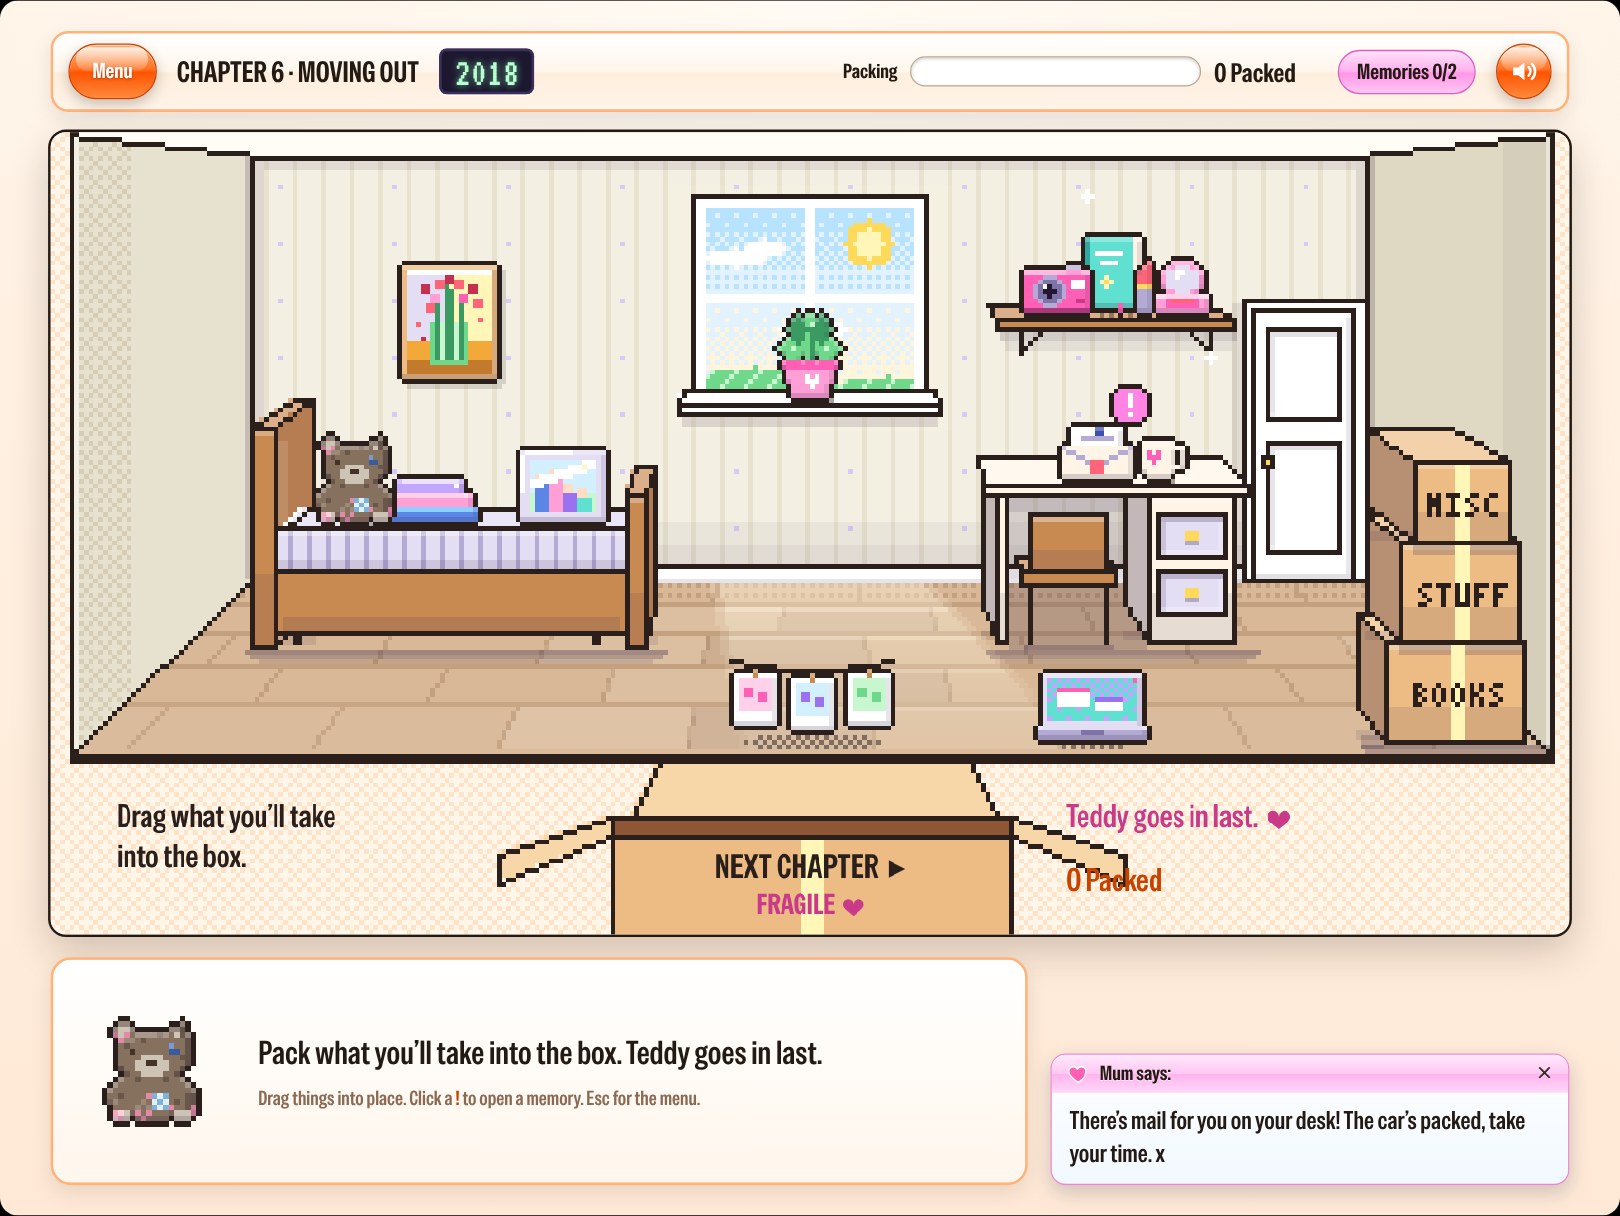 Menu
CHAPTER 6 · MOVING OUT
2018
Packing
0 Packed
Memories 0/2
!
MISC
STUFF
BOOKS
Drag what you’ll take
into the box.
NEXT CHAPTER ►
FRAGILE ♥
Teddy goes in last. ♥
0 Packed
Pack what you’ll take into the box. Teddy goes in last.
Drag things into place. Click a ! to open a memory. Esc for the menu.
Mum says:
There’s mail for you on your desk! The car’s packed, take
your time. x